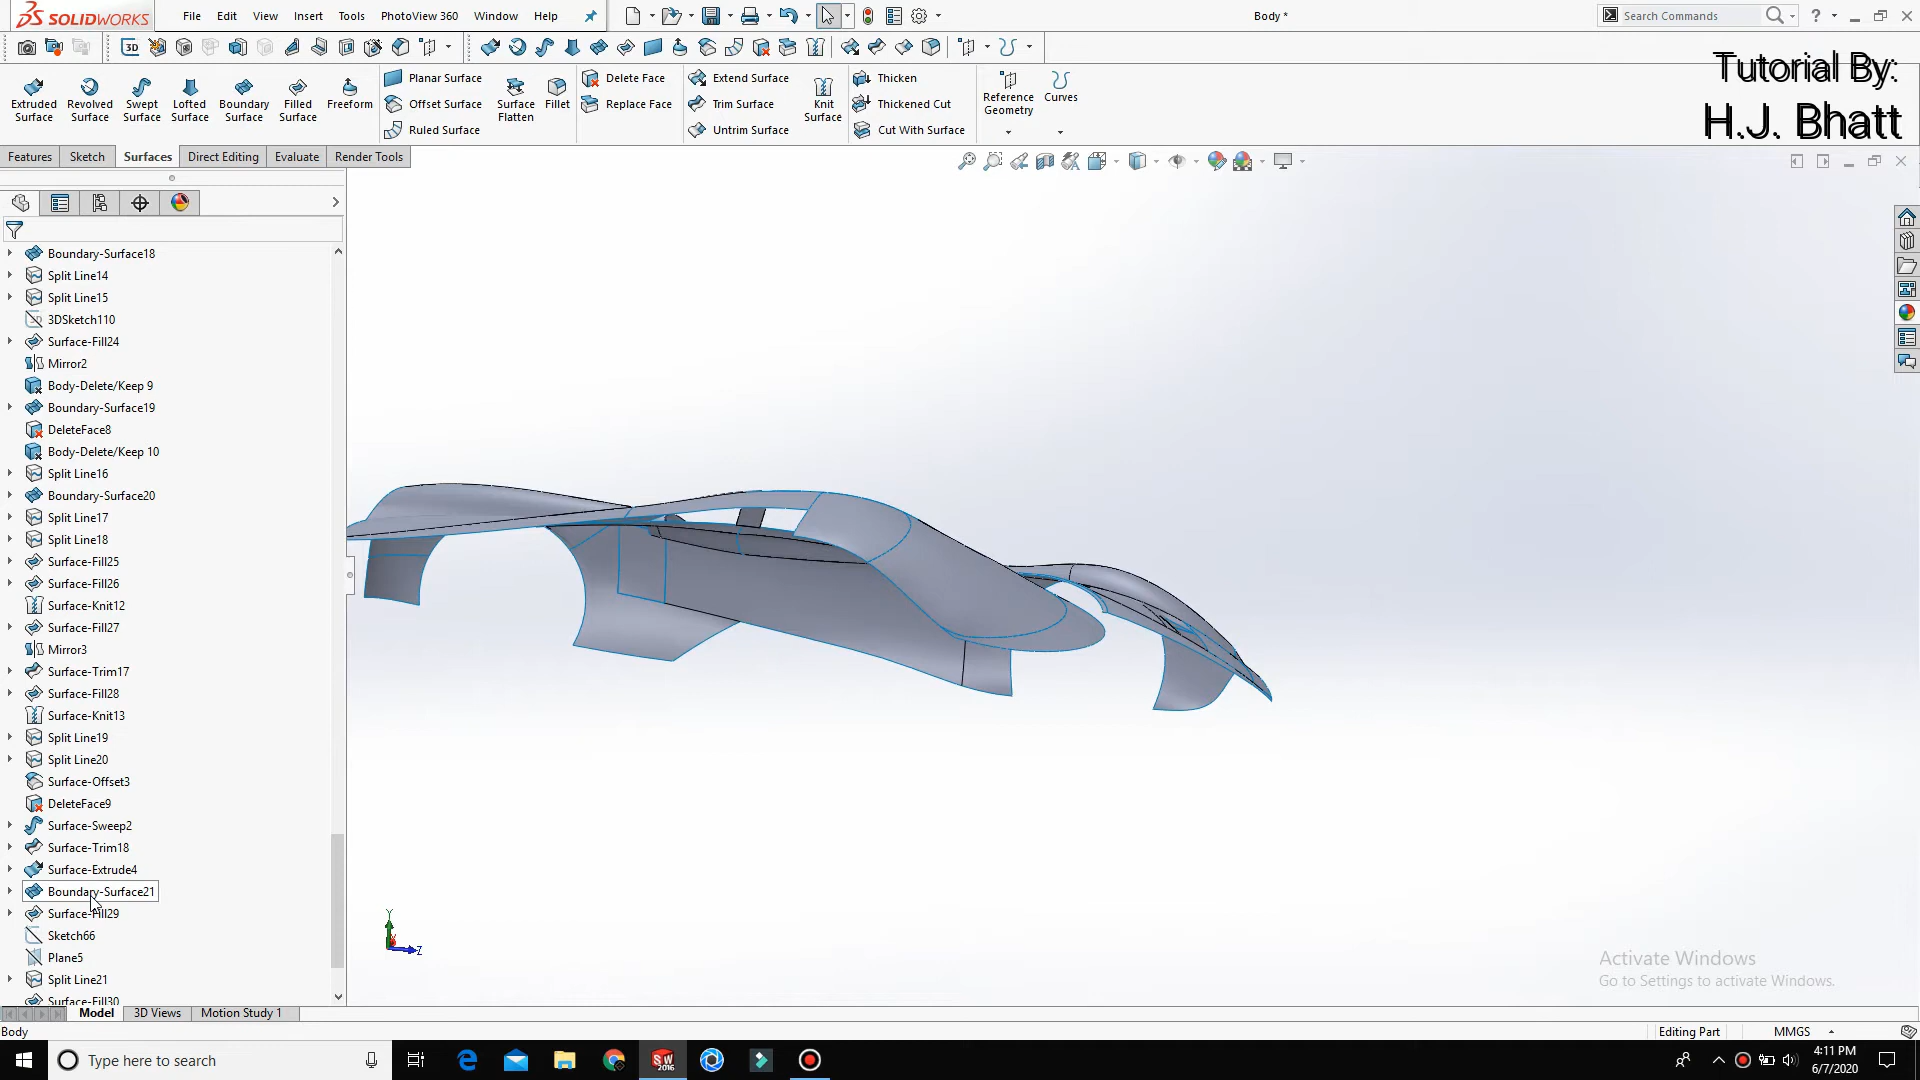 SOLIDWORKS File Edit View Insert Tools PhotoView 360 Window Help Body * Search Commands
3D
Tutorial By:
H.J. Bhatt
Extruded Surface
Revolved Surface
Swept Surface
Lofted Surface
Boundary Surface
Filled Surface
Freeform
Planar Surface
Offset Surface
Ruled Surface
Surface Flatten
Fillet
Delete Face
Replace Face
Extend Surface
Trim Surface
Untrim Surface
Knit Surface
Thicken
Thickened Cut
Cut With Surface
Reference Geometry
Curves
Features Sketch Surfaces Direct Editing Evaluate Render Tools
Boundary-Surface18
Split Line14
Split Line15
3DSketch110
Surface-Fill24
Mirror2
Body-Delete/Keep 9
Boundary-Surface19
DeleteFace8
Body-Delete/Keep 10
Split Line16
Boundary-Surface20
Split Line17
Split Line18
Surface-Fill25
Surface-Fill26
Surface-Knit12
Surface-Fill27
Mirror3
Surface-Trim17
Surface-Fill28
Surface-Knit13
Split Line19
Split Line20
Surface-Offset3
DeleteFace9
Surface-Sweep2
Surface-Trim18
Surface-Extrude4
Boundary-Surface21
Surface-Fill29
Sketch66
Plane5
Split Line21
Surface-Fill30
Y
Z
Activate Windows
Go to Settings to activate Windows.
Model 3D Views Motion Study 1
Body Editing Part MMGS
Type here to search
SW
2016
4:11 PM
6/7/2020